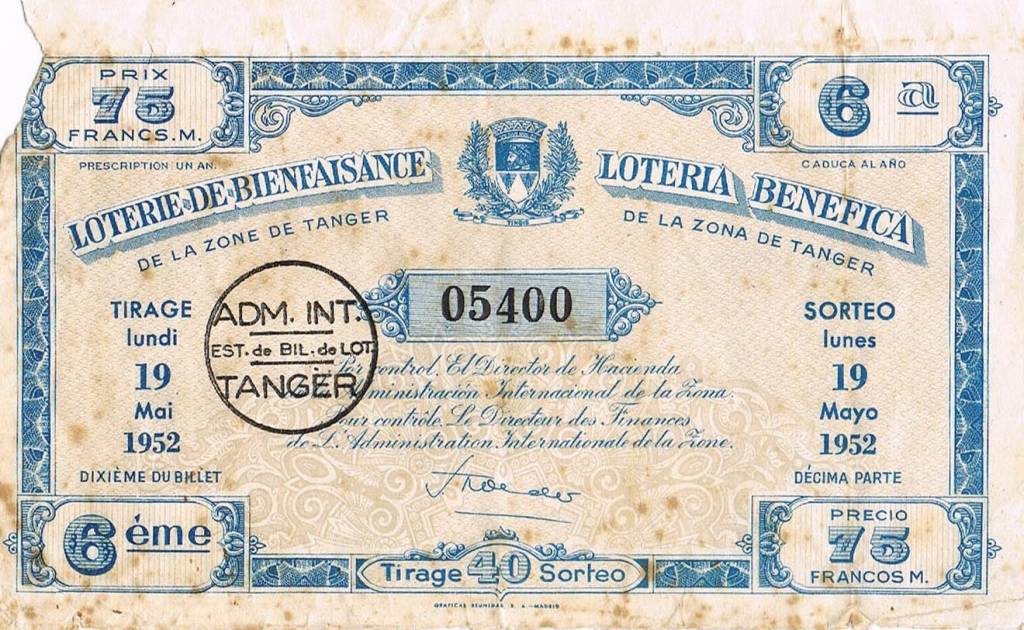 PRIX
75
FRANCS. M.
6 a
PRESCRIPTION UN AN.
CADUCA AL AÑO
LOTERIE-DE-BIENFAISANCE
DE LA ZONE DE TANGER
LOTERIA BENEFICA
DE LA ZONA DE TANGER
05400
TIRAGE
lundi
19
Mai
1952
DIXIÈME DU BILLET
ADM. INT.
EST. de BIL. de LOT.
TANGER
Por control. El Director de Hacienda
Administración Internacional de la Zona.
Pour contrôle. Le Directeur des Finances
de L'Administration Internationale de la Zone.
SORTEO
lunes
19
Mayo
1952
DÉCIMA PARTE
6 ème
Tirage 40 Sorteo
PRECIO
75
FRANCOS M.
GRAFICAS REUNIDAS, S. A. — MADRID